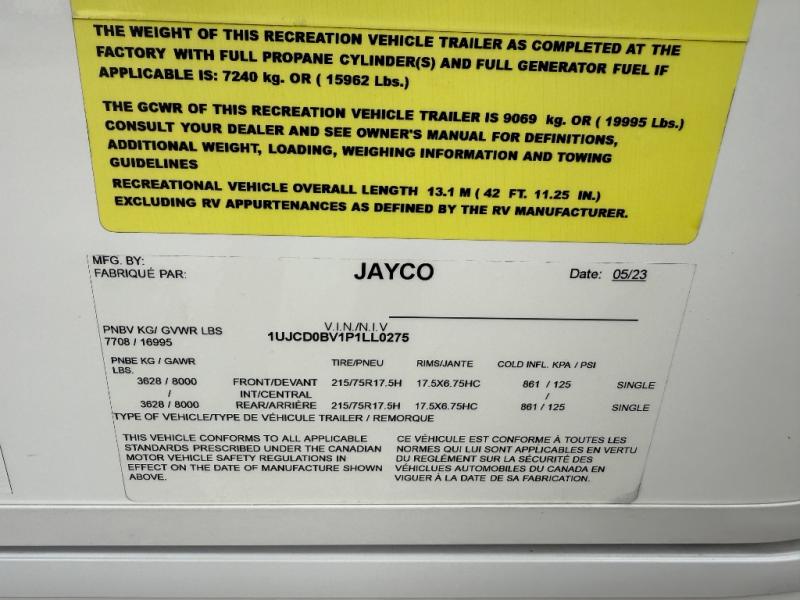 THE WEIGHT OF THIS RECREATION VEHICLE TRAILER AS COMPLETED AT THE
FACTORY WITH FULL PROPANE CYLINDER(S) AND FULL GENERATOR FUEL IF
APPLICABLE IS: 7240 kg. OR ( 15962 Lbs.)
THE GCWR OF THIS RECREATION VEHICLE TRAILER IS 9069 kg. OR ( 19995 Lbs.)
CONSULT YOUR DEALER AND SEE OWNER'S MANUAL FOR DEFINITIONS,
ADDITIONAL WEIGHT, LOADING, WEIGHING INFORMATION AND TOWING
GUIDELINES
RECREATIONAL VEHICLE OVERALL LENGTH 13.1 M ( 42 FT. 11.25 IN.)
EXCLUDING RV APPURTENANCES AS DEFINED BY THE RV MANUFACTURER.
MFG. BY:
FABRIQUÉ PAR: JAYCO Date: 05/23
PNBV KG/ GVWR LBS V.I.N./N.I.V
7708 / 16995 1UJCD0BV1P1LL0275
PNBE KG / GAWR TIRE/PNEU RIMS/JANTE COLD INFL. KPA / PSI
LBS.
3628 / 8000 FRONT/DEVANT 215/75R17.5H 17.5X6.75HC 861 / 125 SINGLE
/ INT/CENTRAL /
3628 / 8000 REAR/ARRIÈRE 215/75R17.5H 17.5X6.75HC 861 / 125 SINGLE
TYPE OF VEHICLE/TYPE DE VÉHICULE TRAILER / REMORQUE
THIS VEHICLE CONFORMS TO ALL APPLICABLE
STANDARDS PRESCRIBED UNDER THE CANADIAN
MOTOR VEHICLE SAFETY REGULATIONS IN
EFFECT ON THE DATE OF MANUFACTURE SHOWN
ABOVE.
CE VÉHICULE EST CONFORME À TOUTES LES
NORMES QUI LUI SONT APPLICABLES EN VERTU
DU REGLÉMENT SUR LA SÉCURITÉ DES
VÉHICLUES AUTOMOBILES DU CANADA EN
VIGUER À LA DATE DE SA FABRICATION.